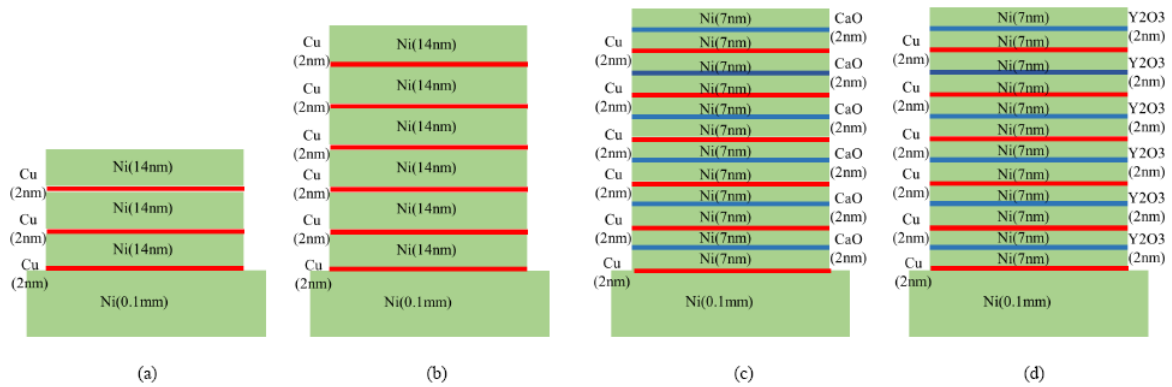 Ni(14nm)
Cu
(2nm)
Ni(14nm)
Cu
(2nm)
Ni(14nm)
Cu
(2nm)
Ni(0.1mm)
(a)
Ni(14nm)
Cu
(2nm)
Ni(14nm)
Cu
(2nm)
Ni(14nm)
Cu
(2nm)
Ni(14nm)
Cu
(2nm)
Ni(14nm)
Cu
(2nm)
Ni(14nm)
Cu
(2nm)
Ni(0.1mm)
(b)
Ni(7nm)
CaO
(2nm)
Cu
(2nm)
Ni(7nm)
Ni(7nm)
CaO
(2nm)
Cu
(2nm)
Ni(7nm)
Ni(7nm)
CaO
(2nm)
Cu
(2nm)
Ni(7nm)
Ni(7nm)
CaO
(2nm)
Cu
(2nm)
Ni(7nm)
Ni(7nm)
CaO
(2nm)
Cu
(2nm)
Ni(7nm)
Ni(7nm)
CaO
(2nm)
Cu
(2nm)
Ni(7nm)
Ni(0.1mm)
(c)
Ni(7nm)
Y2O3
(2nm)
Cu
(2nm)
Ni(7nm)
Ni(7nm)
Y2O3
(2nm)
Cu
(2nm)
Ni(7nm)
Ni(7nm)
Y2O3
(2nm)
Cu
(2nm)
Ni(7nm)
Ni(7nm)
Y2O3
(2nm)
Cu
(2nm)
Ni(7nm)
Ni(7nm)
Y2O3
(2nm)
Cu
(2nm)
Ni(7nm)
Ni(7nm)
Y2O3
(2nm)
Cu
(2nm)
Ni(7nm)
Ni(0.1mm)
(d)